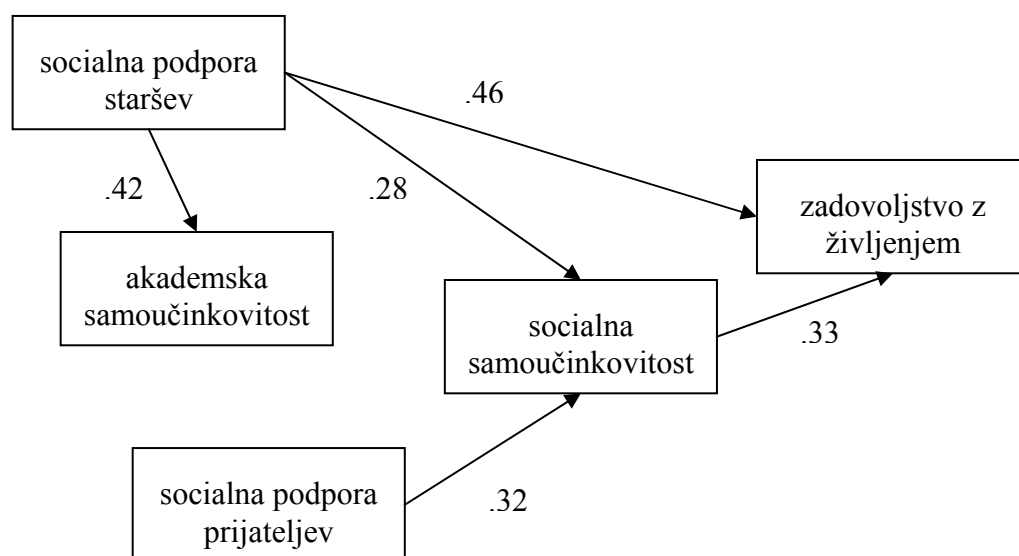 socialna podpora
staršev
.46
.42
.28
zadovoljstvo z
življenjem
akademska
samoučinkovitost
socialna
samoučinkovitost
.33
socialna podpora
prijateljev
.32